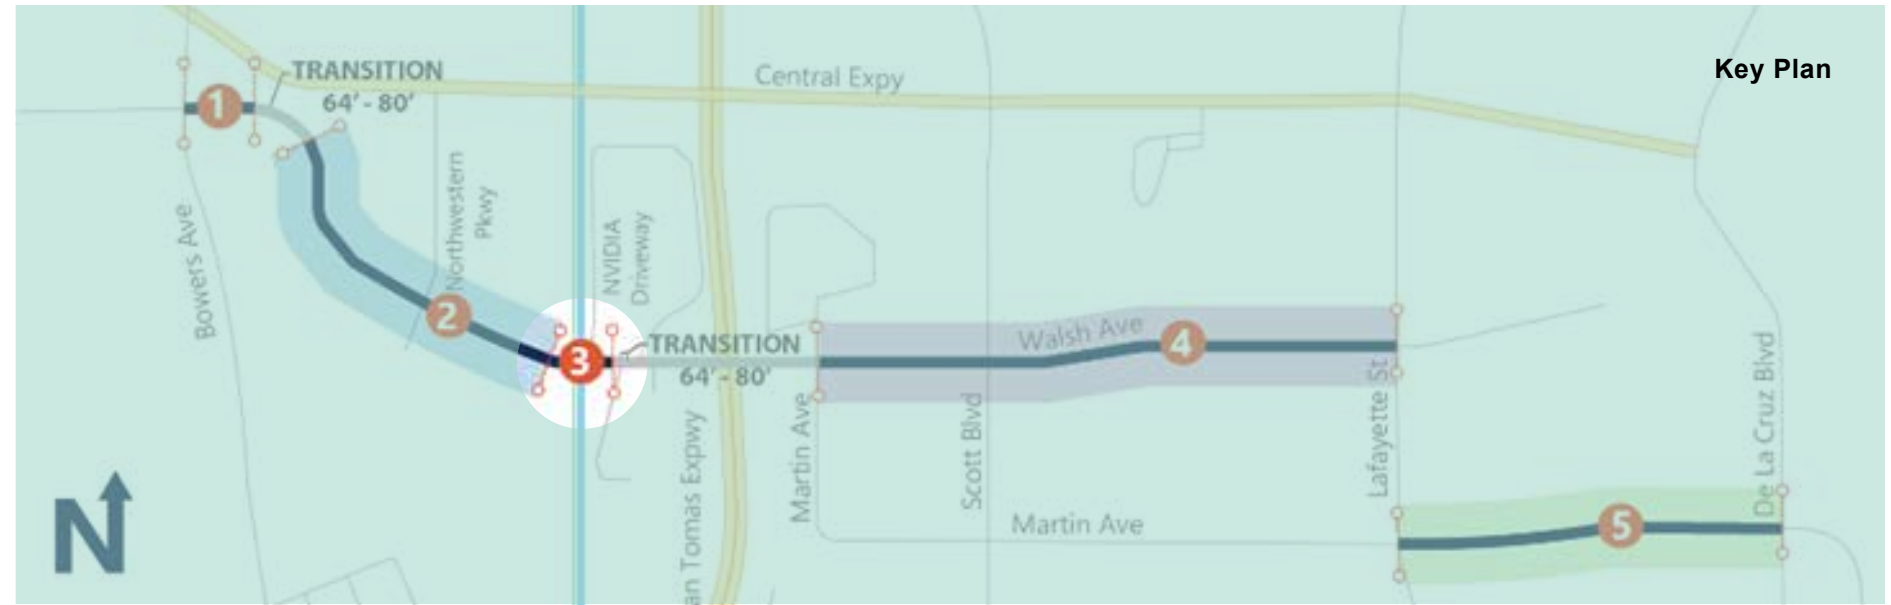 Key Plan
TRANSITION
64’ - 80’
Central Expy
1
Bowers Ave
Northwestern
Pkwy
2
NVIDIA
Driveway
3
TRANSITION
64’ - 80’
an Tomas Expwy
Martin Ave
Scott Blvd
Walsh Ave
4
Lafayette St
De La Cruz Blvd
Martin Ave
5
N